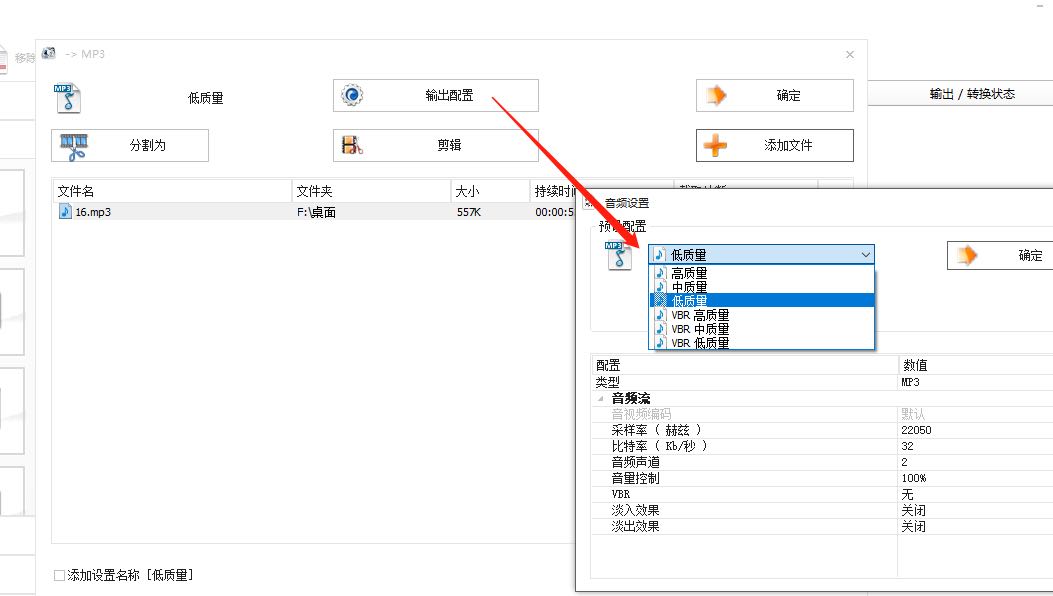 移除
-> MP3
MP3
低质量
输出配置
确定
输出 / 转换状态
分割为
剪辑
添加文件
文件名
文件夹
大小
持续时间
16.mp3
F:\桌面
557K
00:00:5
音频设置
预设配置
MP3
低质量
确定
高质量
中质量
低质量
VBR 高质量
VBR 中质量
VBR 低质量
配置
数值
类型
MP3
音频流
音视频编码
默认
采样率 ( 赫兹 )
22050
比特率 ( Kb/秒 )
32
音频声道
2
音量控制
100%
VBR
无
淡入效果
关闭
淡出效果
关闭
添加设置名称 [低质量]